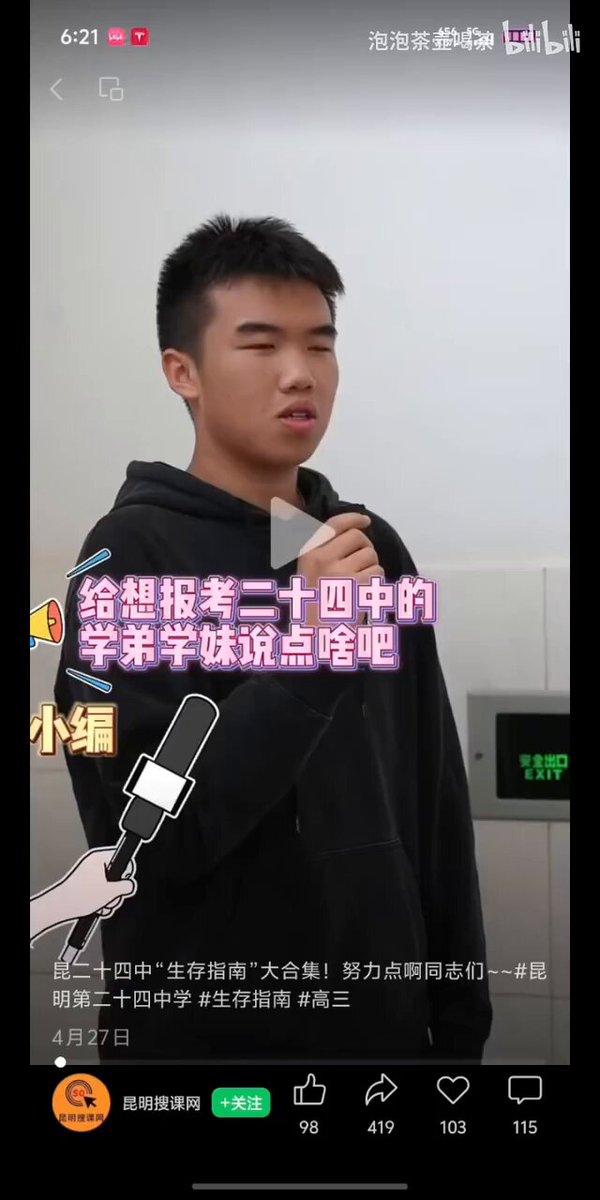 6:21
泡泡茶壶喝茶
bilibili
给想报考二十四中的
学弟学妹说点啥吧
小编
安全出口
EXIT
昆二十四中“生存指南”大合集！努力点啊同志们~~#昆
明第二十四中学 #生存指南 #高三
4月27日
昆明搜课网
昆明搜课网
+关注
98
419
103
115